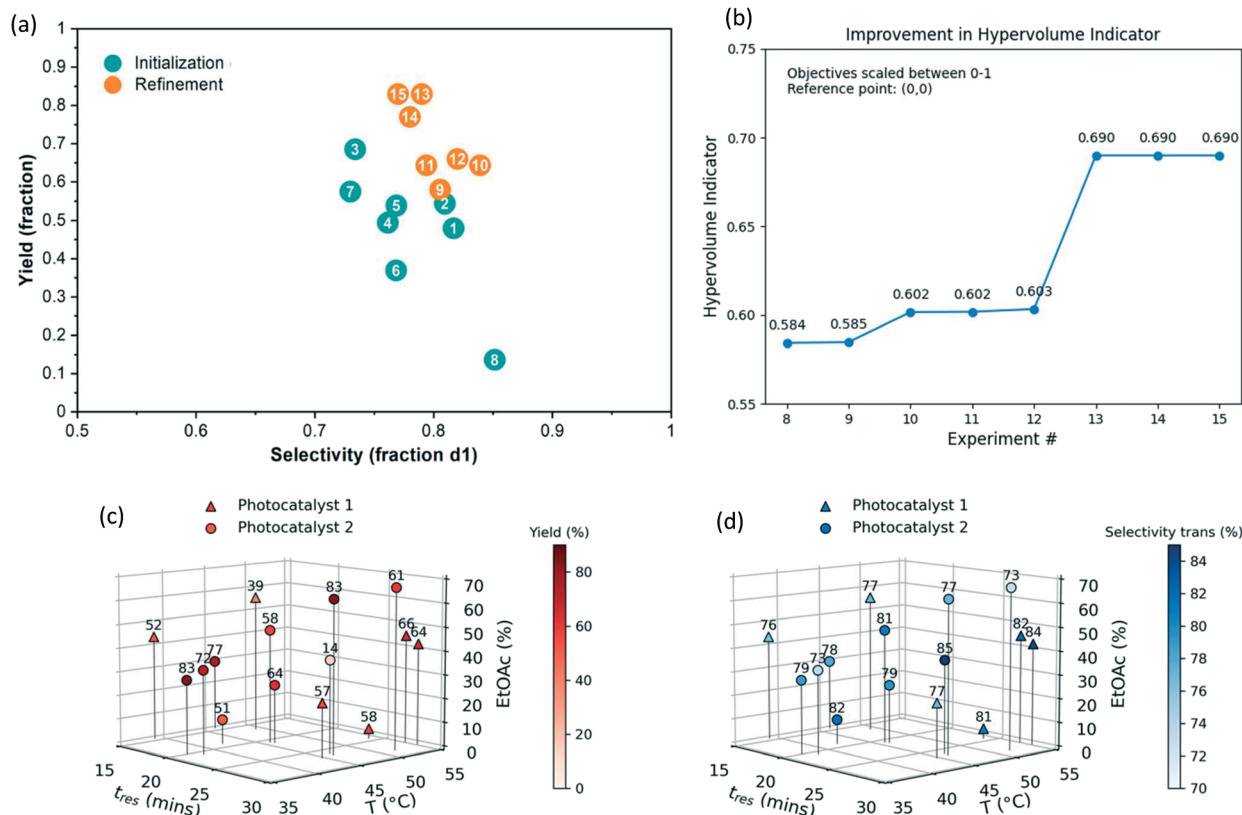 (a)
1
0.9
0.8
0.7
0.6
0.5
0.4
0.3
0.2
0.1
0
Yield (fraction)
Initialization
Refinement
15 13
14
3
11 12 10
7
9
5 2
4 1
6
8
0.5 0.6 0.7 0.8 0.9 1
Selectivity (fraction d1)
(b)
Improvement in Hypervolume Indicator
0.75
0.70
0.65
0.60
0.55
Hypervolume Indicator
Objectives scaled between 0-1
Reference point: (0,0)
0.690 0.690 0.690
0.602 0.602 0.603
0.584 0.585
8 9 10 11 12 13 14 15
Experiment #
(c)
Photocatalyst 1
Photocatalyst 2
Yield (%)
80
60
40
20
0
61
39 83
52 58 66 64
83 72 77 14
64
51 57
58
70
60
50
40
30
20
10
0
EtOAc (%)
15 20 25 30
tres (mins)
35 40 45 50 55
T (°C)
(d)
Photocatalyst 1
Photocatalyst 2
Selectivity trans (%)
84
82
80
78
76
74
72
70
73
77 77
76 81 82 84
79 73 78 85
79
82 77
81
70
60
50
40
30
20
10
0
EtOAc (%)
15 20 25 30
tres (mins)
35 40 45 50 55
T (°C)